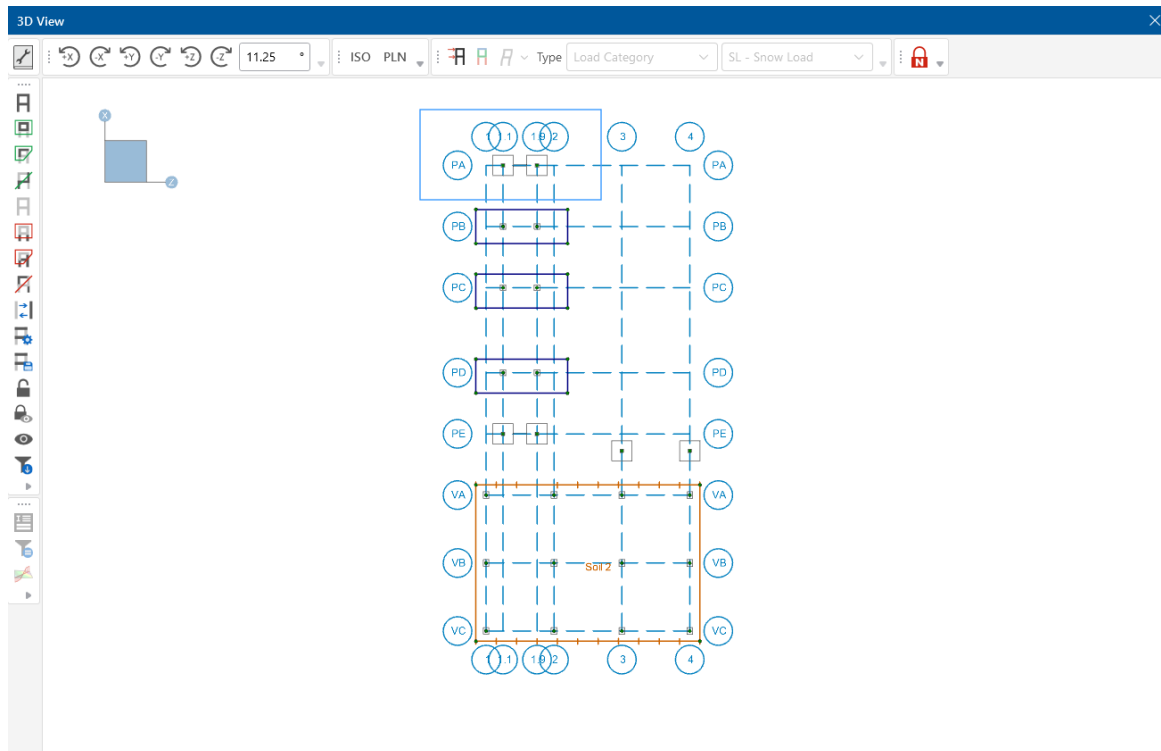 3D View
+X -X +Y -Y +Z -Z 11.25 ° ISO PLN Type Load Category SL - Snow Load N
X
Z
1 1.1 1.9 2 3 4
PA PA
PB PB
PC PC
PD PD
PE PE
VA VA
VB Soil 2 VB
VC VC
1 1.1 1.9 2 3 4